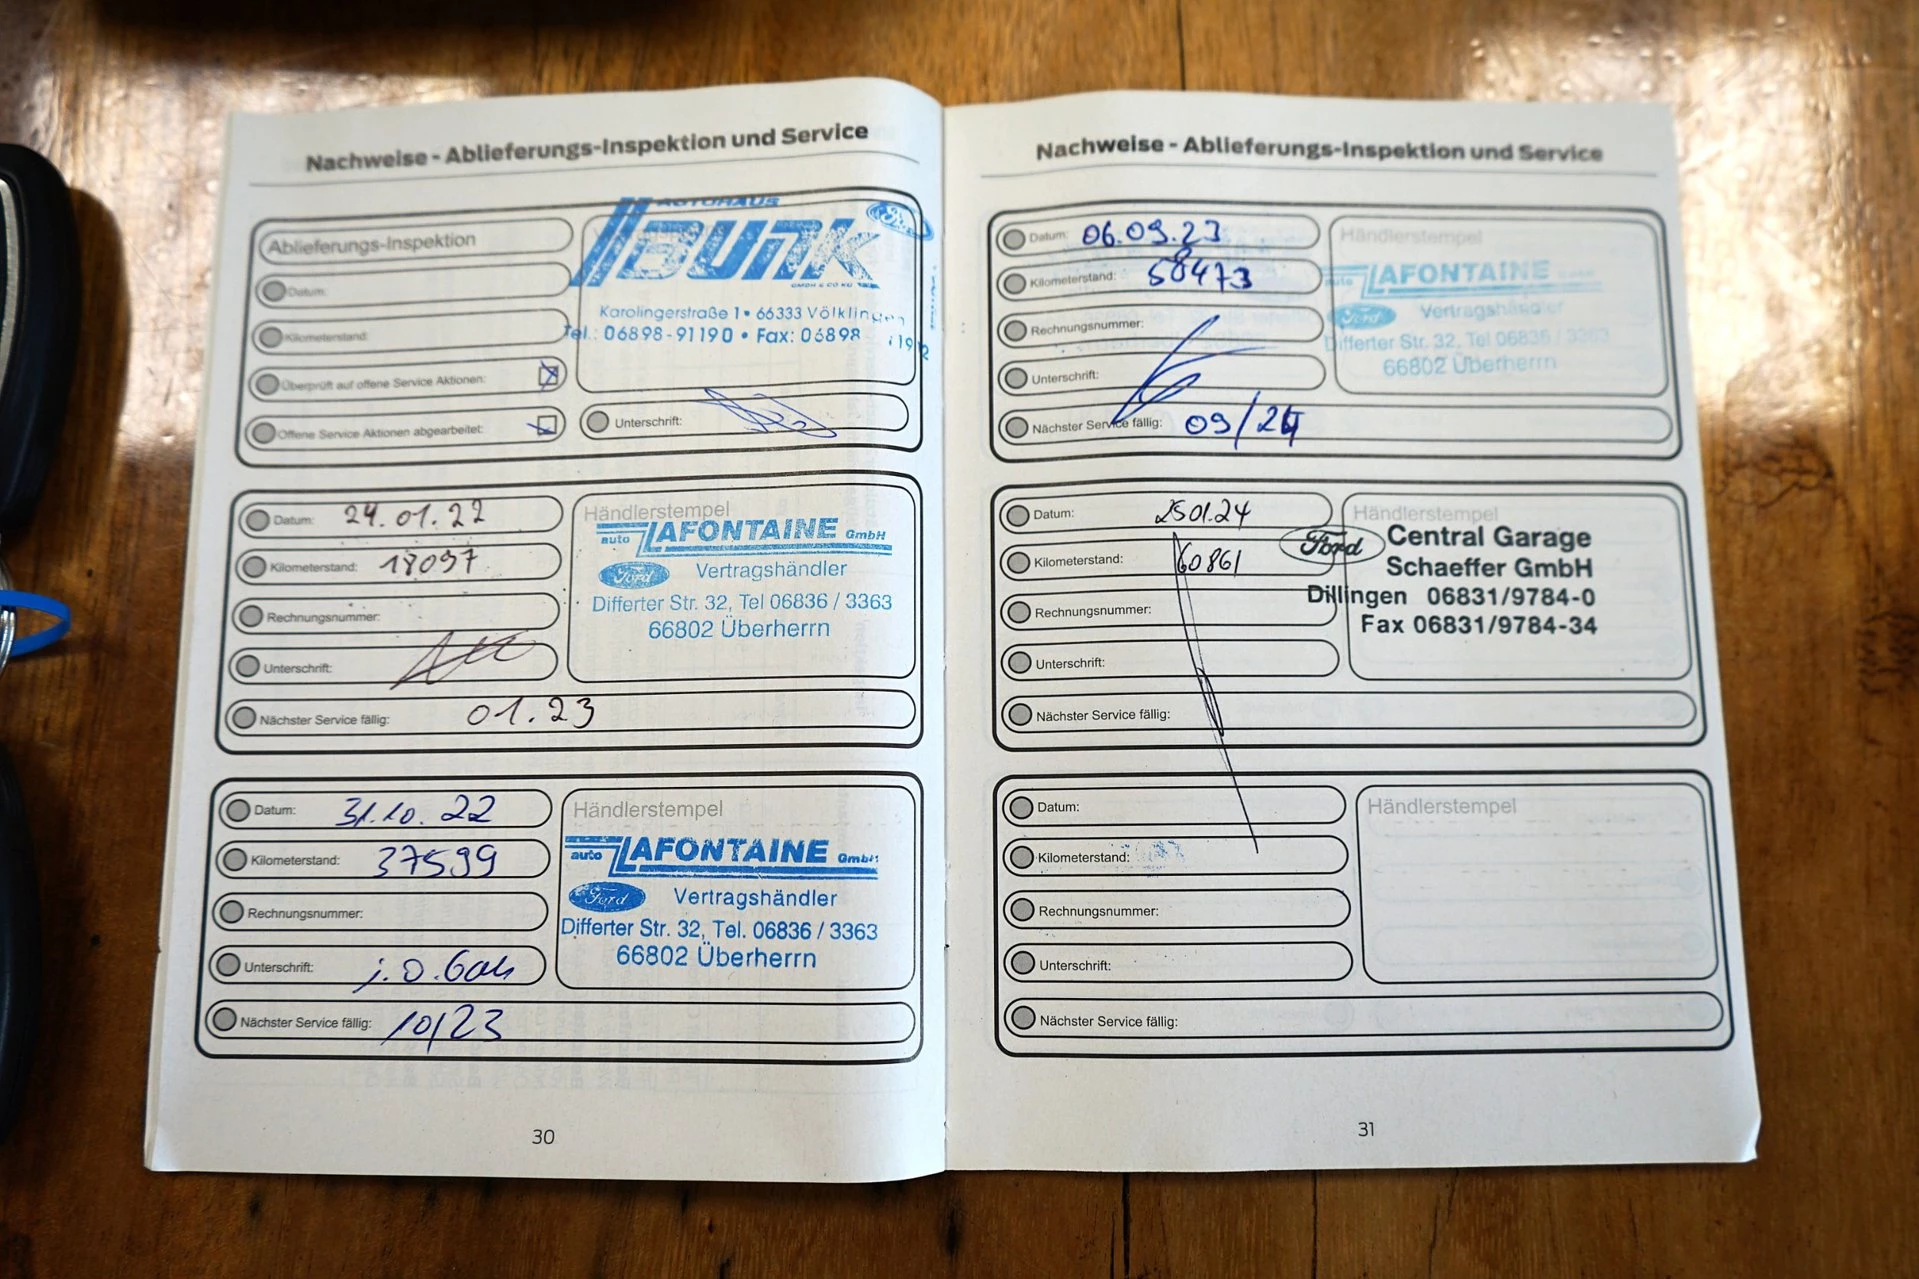 Nachweise - Ablieferungs-Inspektion und Service
Ablieferungs-Inspektion
Datum:
Kilometerstand:
Überprüft auf offene Service Aktionen:
Offene Service Aktionen abgearbeitet:
AUTOHAUS
BUNK
GMBH & CO KG
Ford
Karolingerstraße 1 • 66333 Völklingen
Tel.: 06898-91190 • Fax: 06898
Unterschrift:
Datum: 24.01.22
Kilometerstand: 18097
Rechnungsnummer:
Unterschrift:
Nächster Service fällig: 01.23
Händlerstempel
auto LAFONTAINE GmbH
Ford Vertragshändler
Differter Str. 32, Tel 06836 / 3363
66802 Überherrn
Datum: 31.10.22
Kilometerstand: 37599
Rechnungsnummer:
Unterschrift:
Nächster Service fällig: 10/23
Händlerstempel
auto LAFONTAINE GmbH
Ford Vertragshändler
Differter Str. 32, Tel. 06836 / 3363
66802 Überherrn
30
Nachweise - Ablieferungs-Inspektion und Service
Datum: 06.09.23
Kilometerstand: 58473
Rechnungsnummer:
Unterschrift:
Nächster Service fällig: 09/24
Händlerstempel
auto LAFONTAINE
Ford Vertragshändler
Differter Str. 32, Tel 06836 / 3363
66802 Überherrn
Datum: 250124
Kilometerstand: 60861
Rechnungsnummer:
Unterschrift:
Nächster Service fällig:
Händlerstempel
Ford Central Garage
Schaeffer GmbH
Dillingen 06831/9784-0
Fax 06831/9784-34
Datum:
Kilometerstand:
Rechnungsnummer:
Unterschrift:
Nächster Service fällig:
Händlerstempel
31